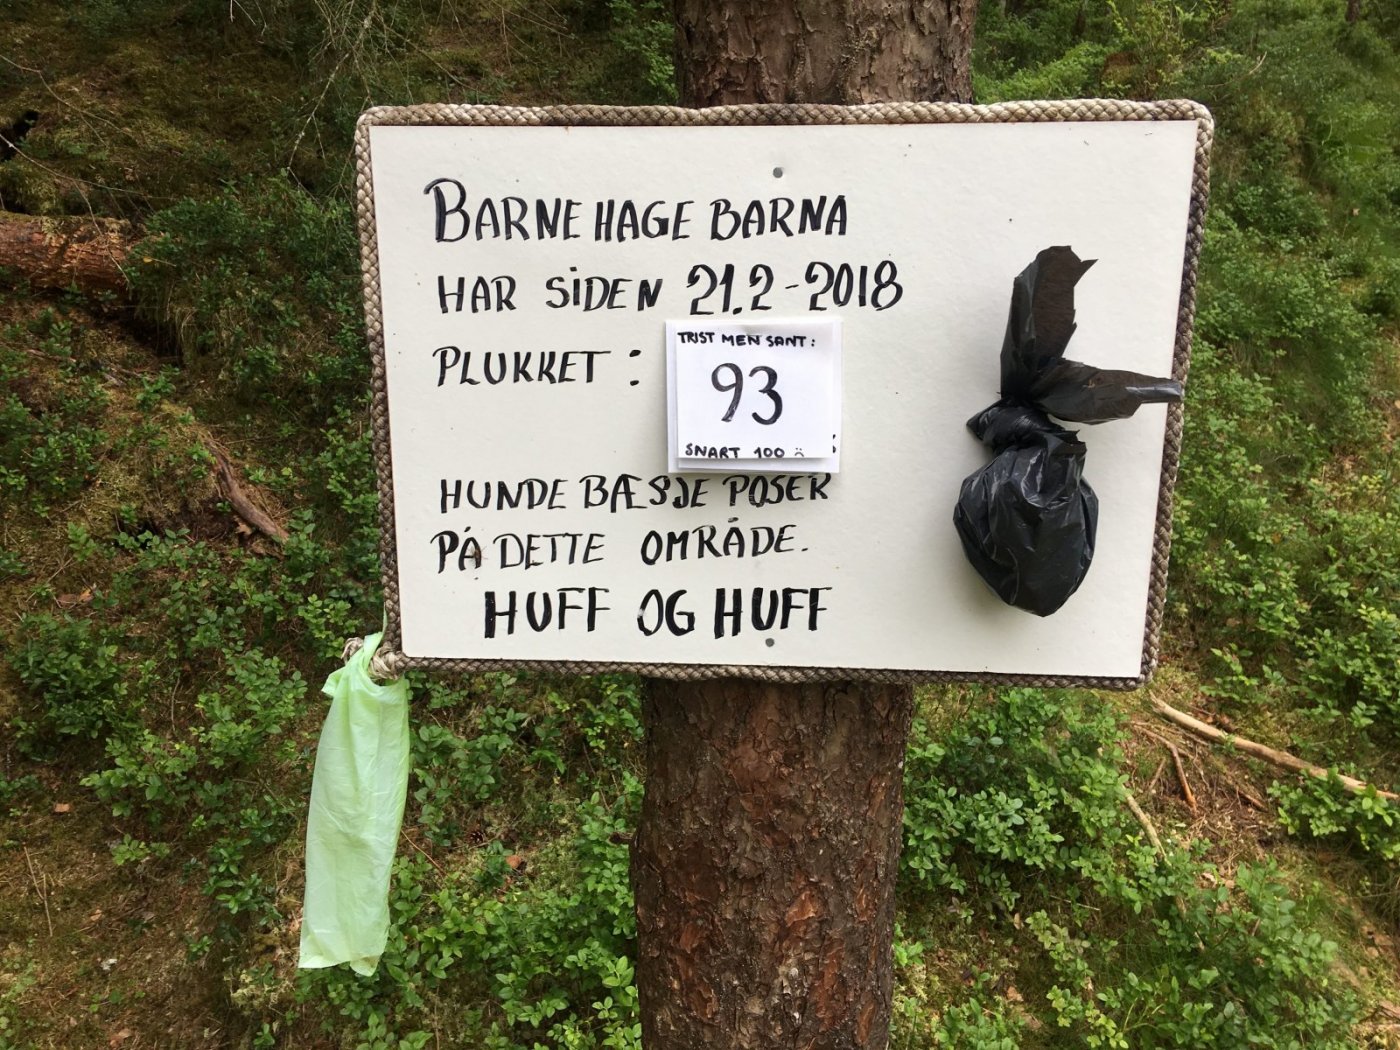 BARNEHAGE BARNA
HAR SIDEN 21.2-2018
PLUKKET:
TRIST MEN SANT:
93
SNART 100 :(
HUNDE BÆSJE POSER
PÅ DETTE OMRÅDE.
HUFF OG HUFF